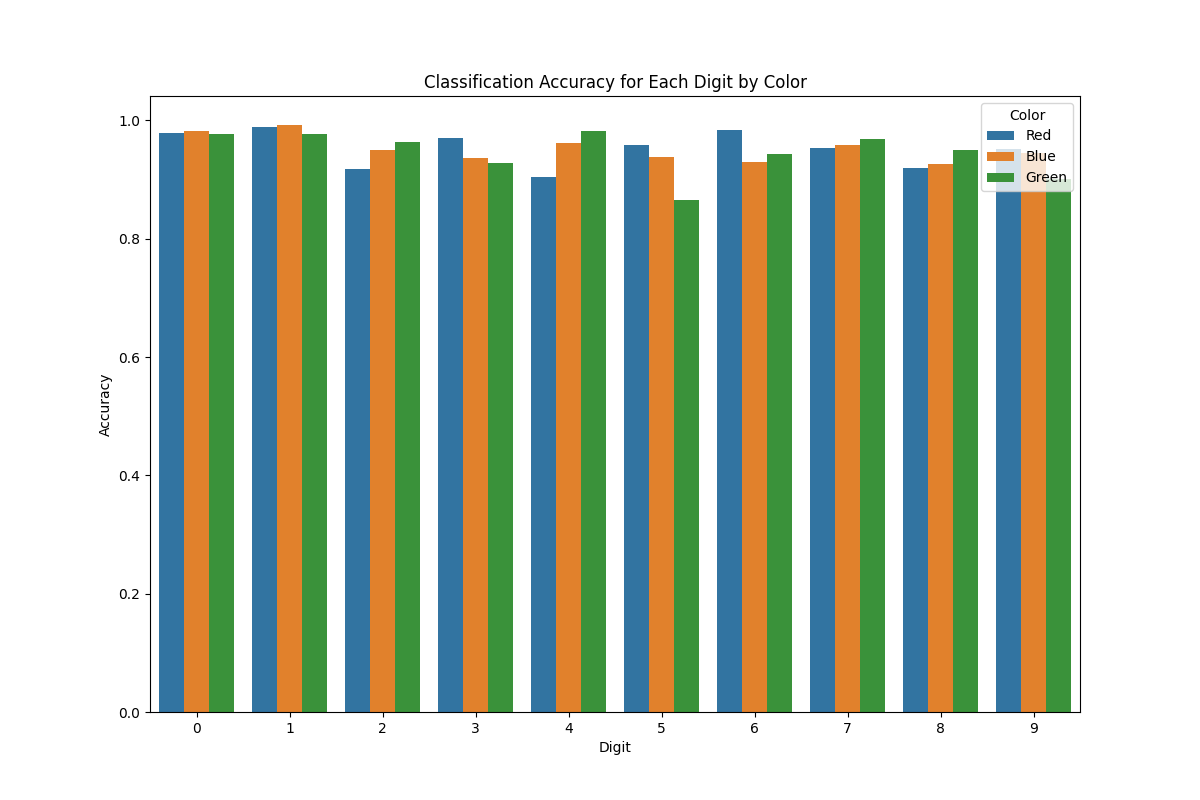 Classification Accuracy for Each Digit by Color
Color
Red
Blue
Green
1.0
0.8
0.6
0.4
0.2
0.0
Accuracy
0 1 2 3 4 5 6 7 8 9
Digit